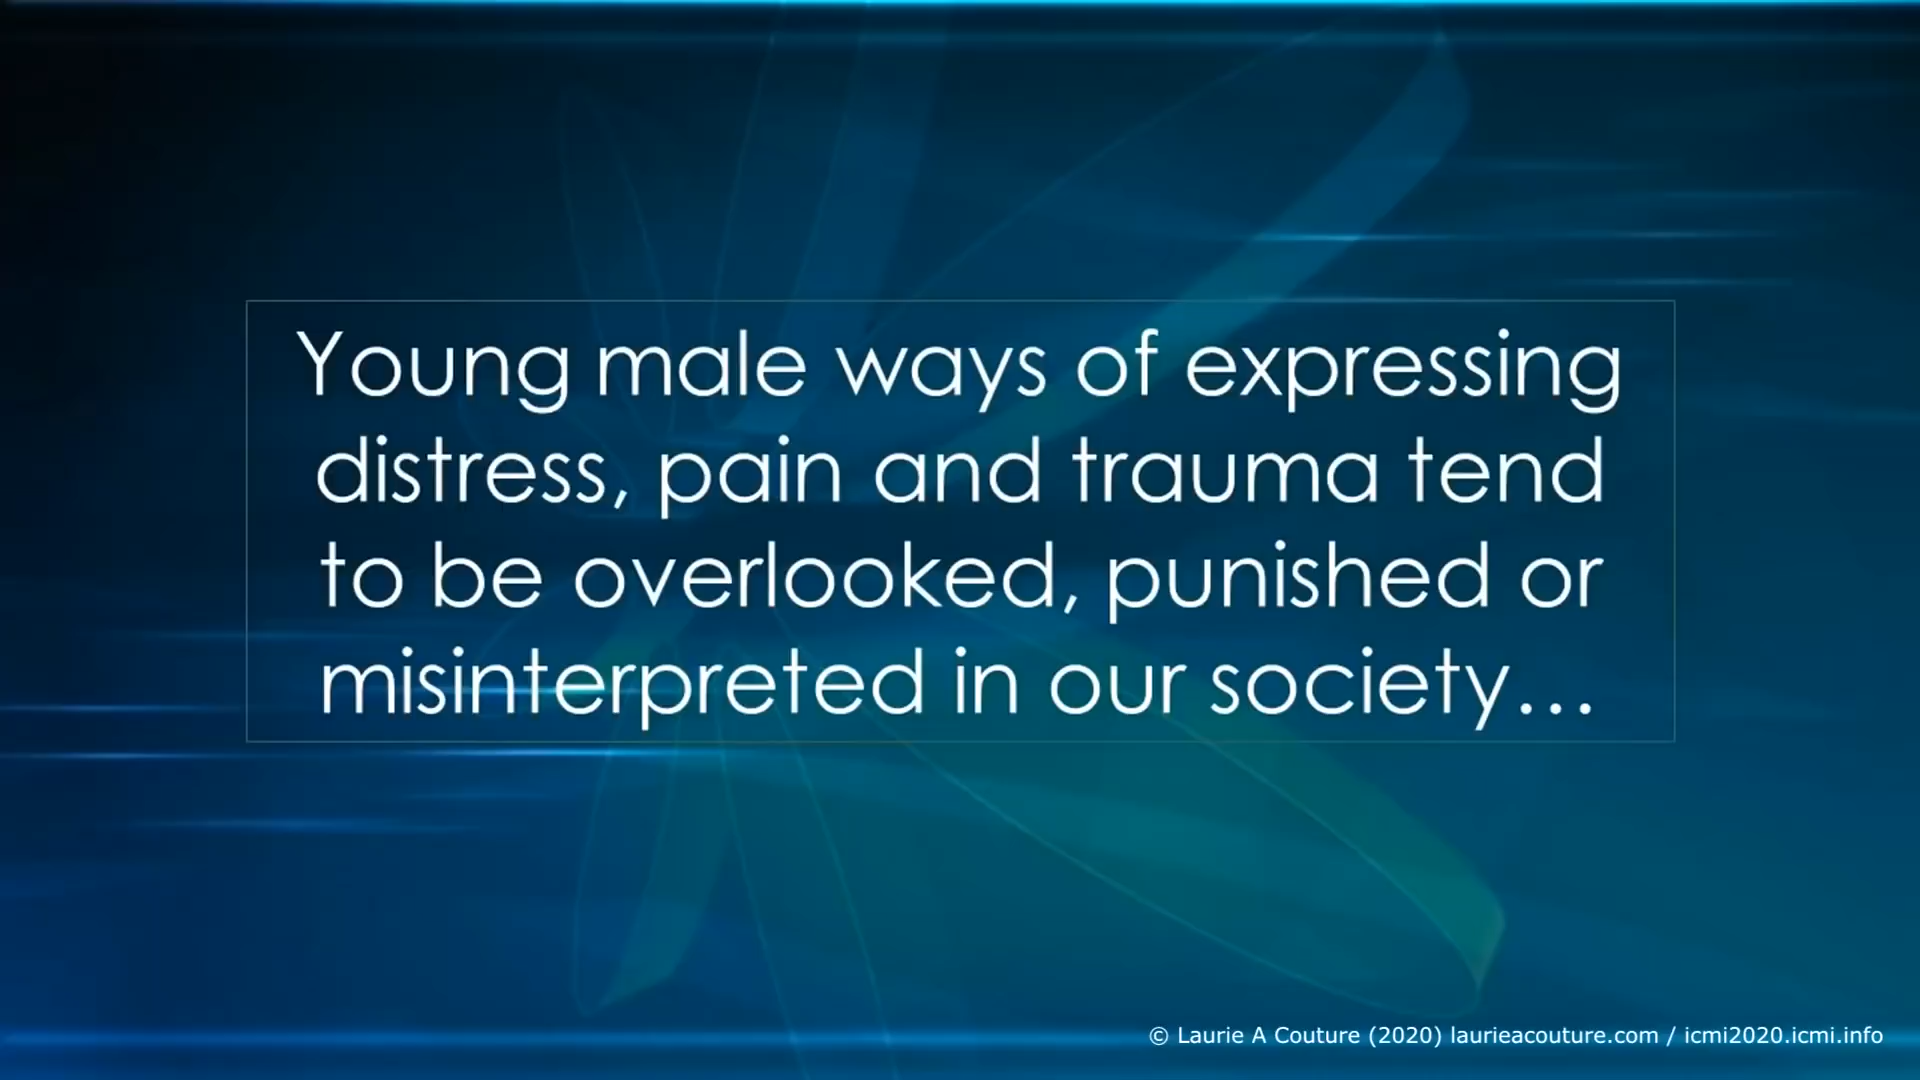 Young male ways of expressing
distress, pain and trauma tend
to be overlooked, punished or
misinterpreted in our society...
© Laurie A Couture (2020) laurieacouture.com / icmi2020.icmi.info